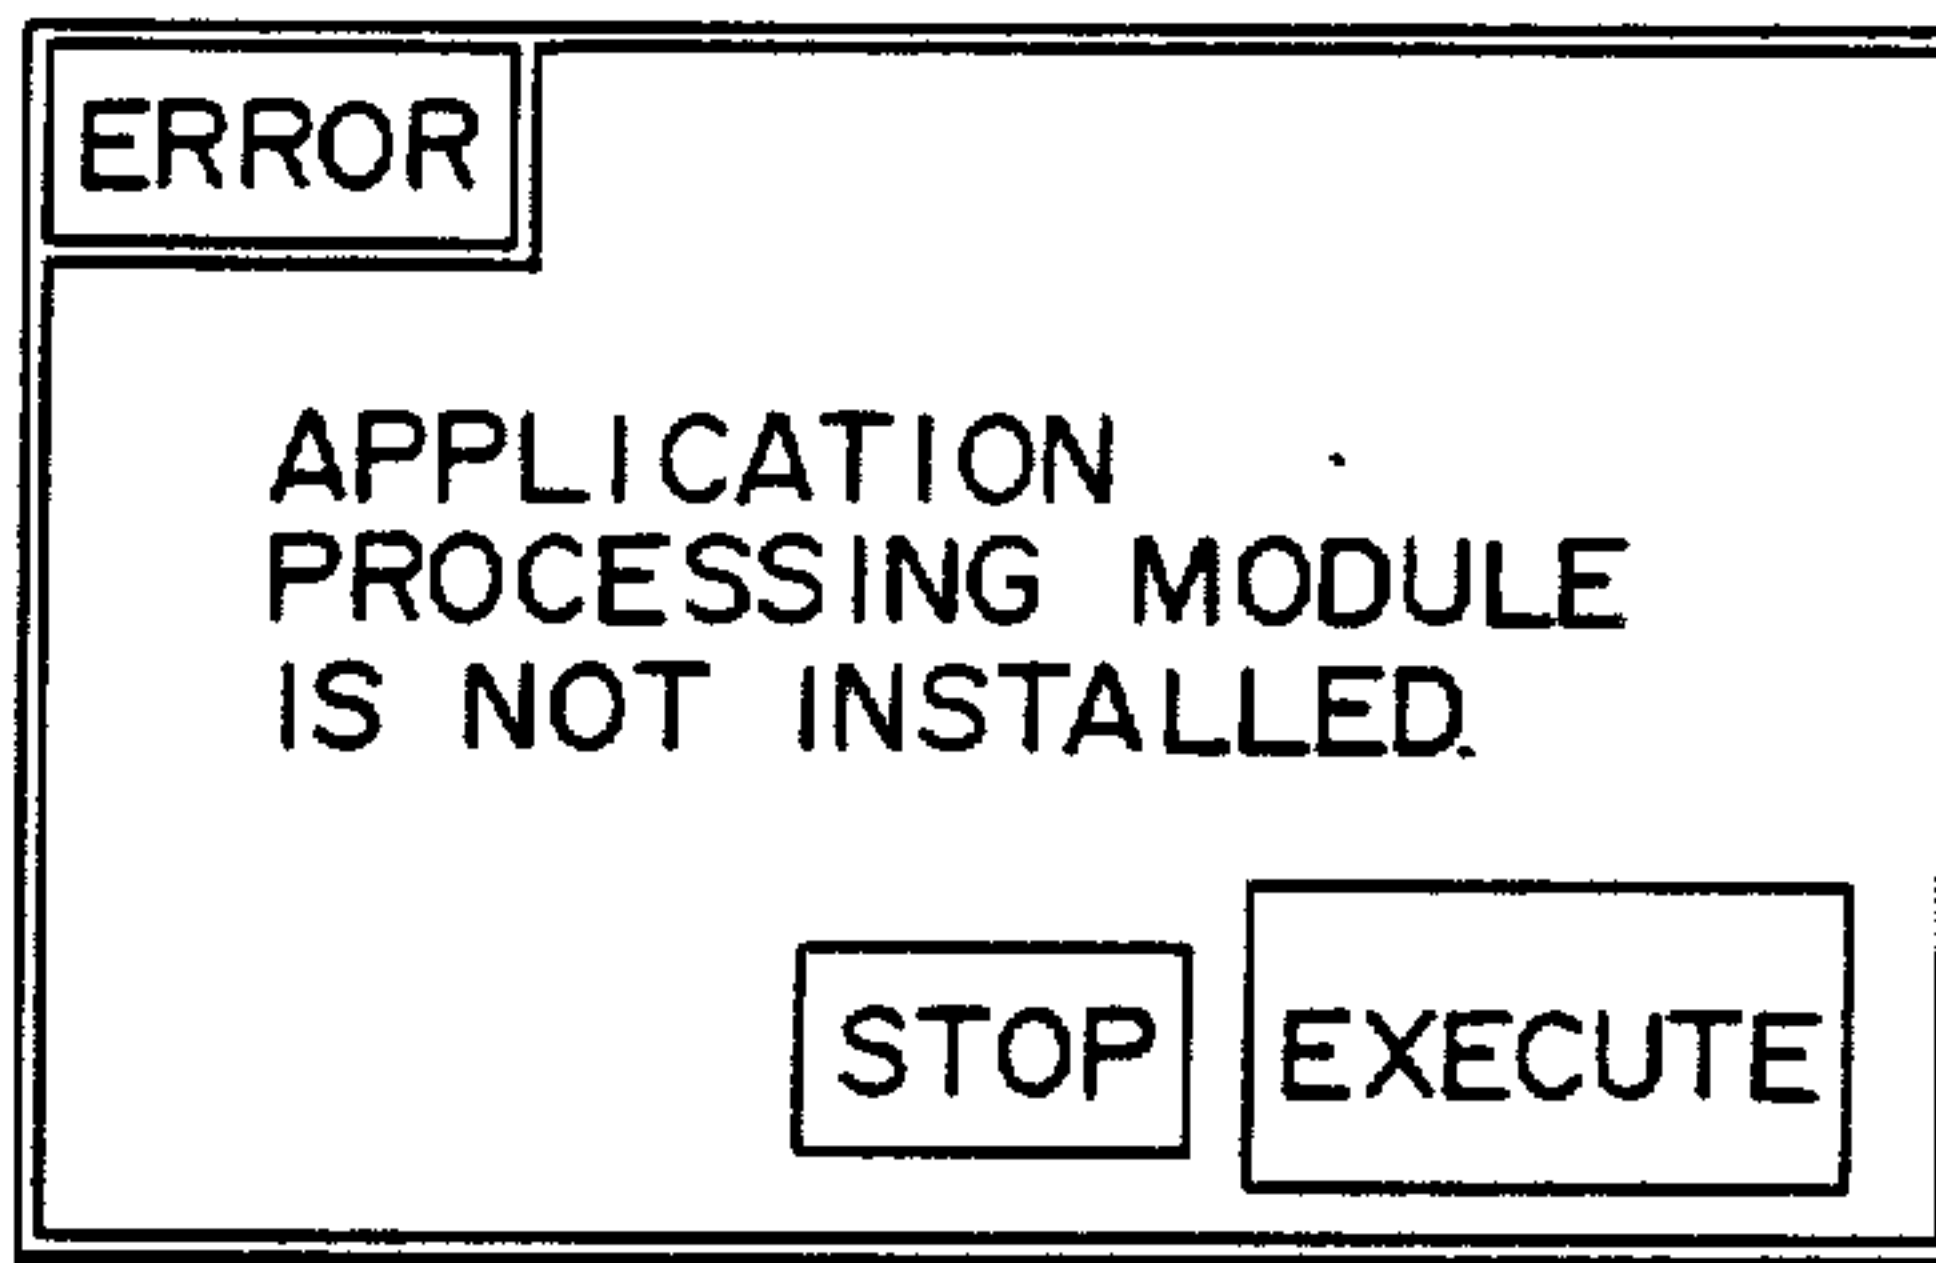 ERROR
APPLICATION
PROCESSING MODULE
IS NOT INSTALLED.
STOP EXECUTE